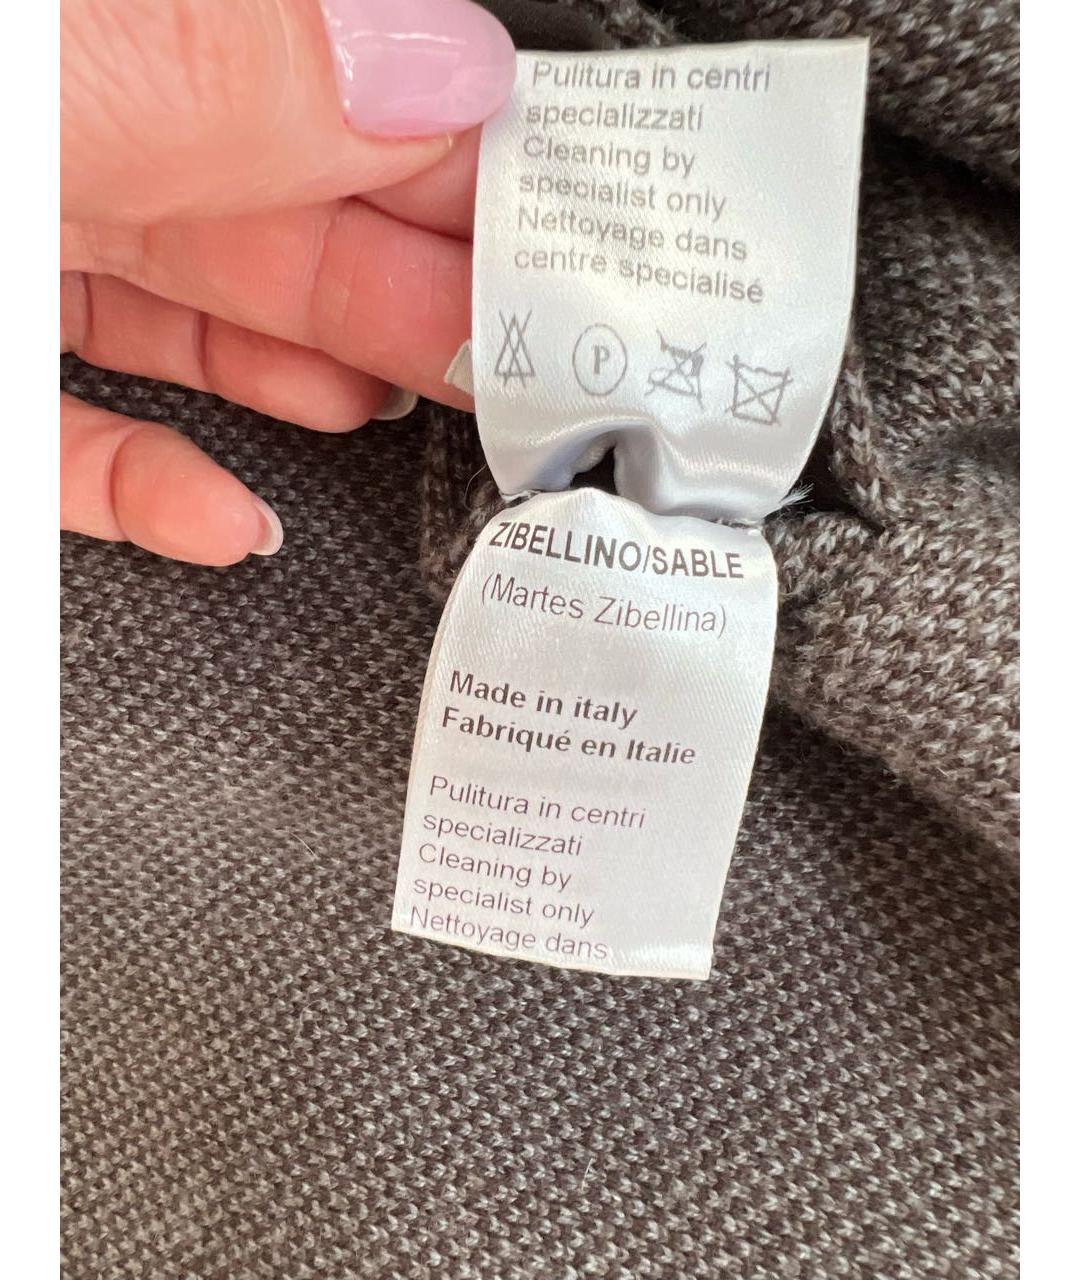 Pulitura in centri
specializzati
Cleaning by
specialist only
Nettoyage dans
centre specialisé
P
ZIBELLINO/SABLE
(Martes Zibellina)
Made in italy
Fabriqué en Italie
Pulitura in centri
specializzati
Cleaning by
specialist only
Nettoyage dans